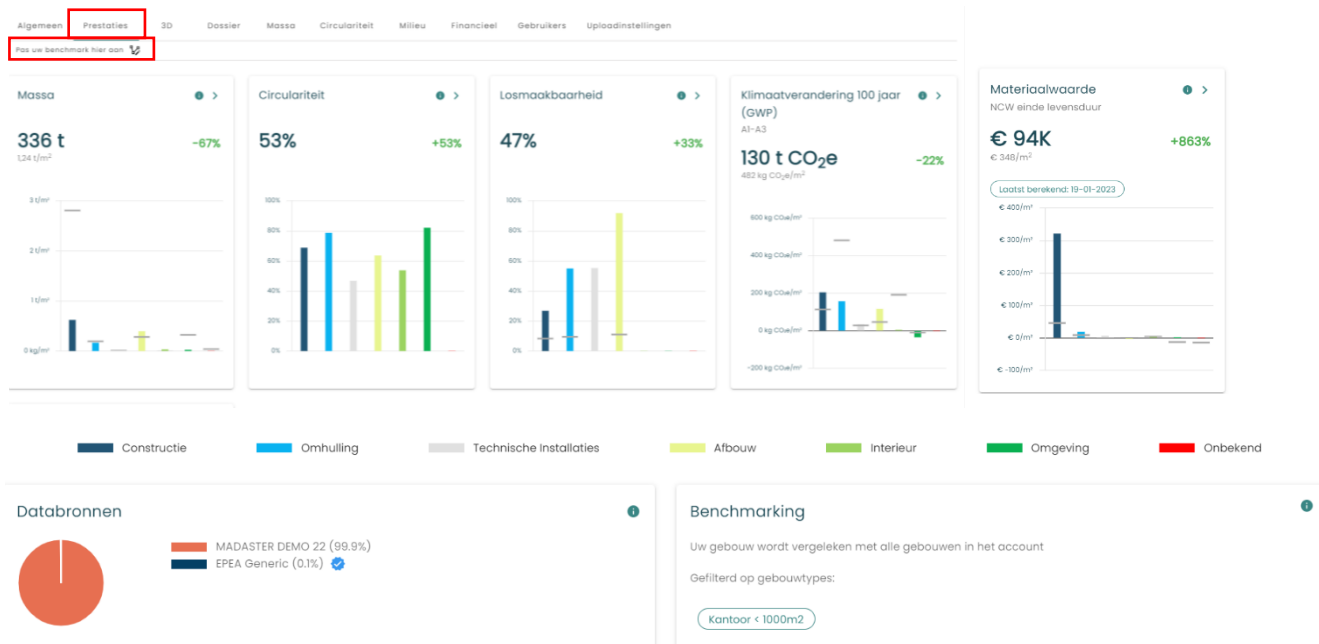 Algemeen Prestaties 3D Dossier Massa Circulariteit Milieu Financieel Gebruikers Uploadinstellingen
Pas uw benchmark hier aan
Massa
336 t
-67%
1,24 t/m²
3 t/m²
2 t/m²
1 t/m²
0 kg/m²
Circulariteit
53%
+53%
100%
80%
60%
40%
20%
0%
Losmaakbaarheid
47%
+33%
100%
80%
60%
40%
20%
0%
Klimaatverandering 100 jaar
(GWP)
A1-A3
130 t CO₂e
-22%
482 kg CO₂e/m²
600 kg CO₂e/m²
400 kg CO₂e/m²
200 kg CO₂e/m²
0 kg CO₂e/m²
-200 kg CO₂e/m²
Materiaalwaarde
NCW einde levensduur
€ 94K
+863%
€ 348/m²
Laatst berekend: 19-01-2023
€ 400/m²
€ 300/m²
€ 200/m²
€ 100/m²
€ 0/m²
€ -100/m²
Constructie Omhulling Technische Installaties Afbouw Interieur Omgeving Onbekend
Databronnen
MADASTER DEMO 22 (99.9%)
EPEA Generic (0.1%)
Benchmarking
Uw gebouw wordt vergeleken met alle gebouwen in het account
Gefilterd op gebouwtypes:
Kantoor < 1000m2